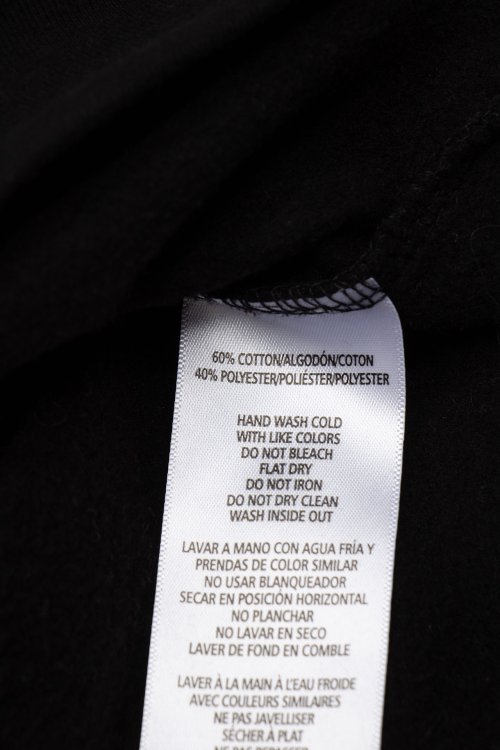 60% COTTON/ALGODÓN/COTON
40% POLYESTER/POLIÉSTER/POLYESTER
HAND WASH COLD
WITH LIKE COLORS
DO NOT BLEACH
FLAT DRY
DO NOT IRON
DO NOT DRY CLEAN
WASH INSIDE OUT
LAVAR A MANO CON AGUA FRÍA Y
PRENDAS DE COLOR SIMILAR
NO USAR BLANQUEADOR
SECAR EN POSICIÓN HORIZONTAL
NO PLANCHAR
NO LAVAR EN SECO
LAVER DE FOND EN COMBLE
LAVER À LA MAIN À L'EAU FROIDE
AVEC COULEURS SIMILAIRES
NE PAS JAVELLISER
SÉCHER À PLAT
NE PAS REPASSER